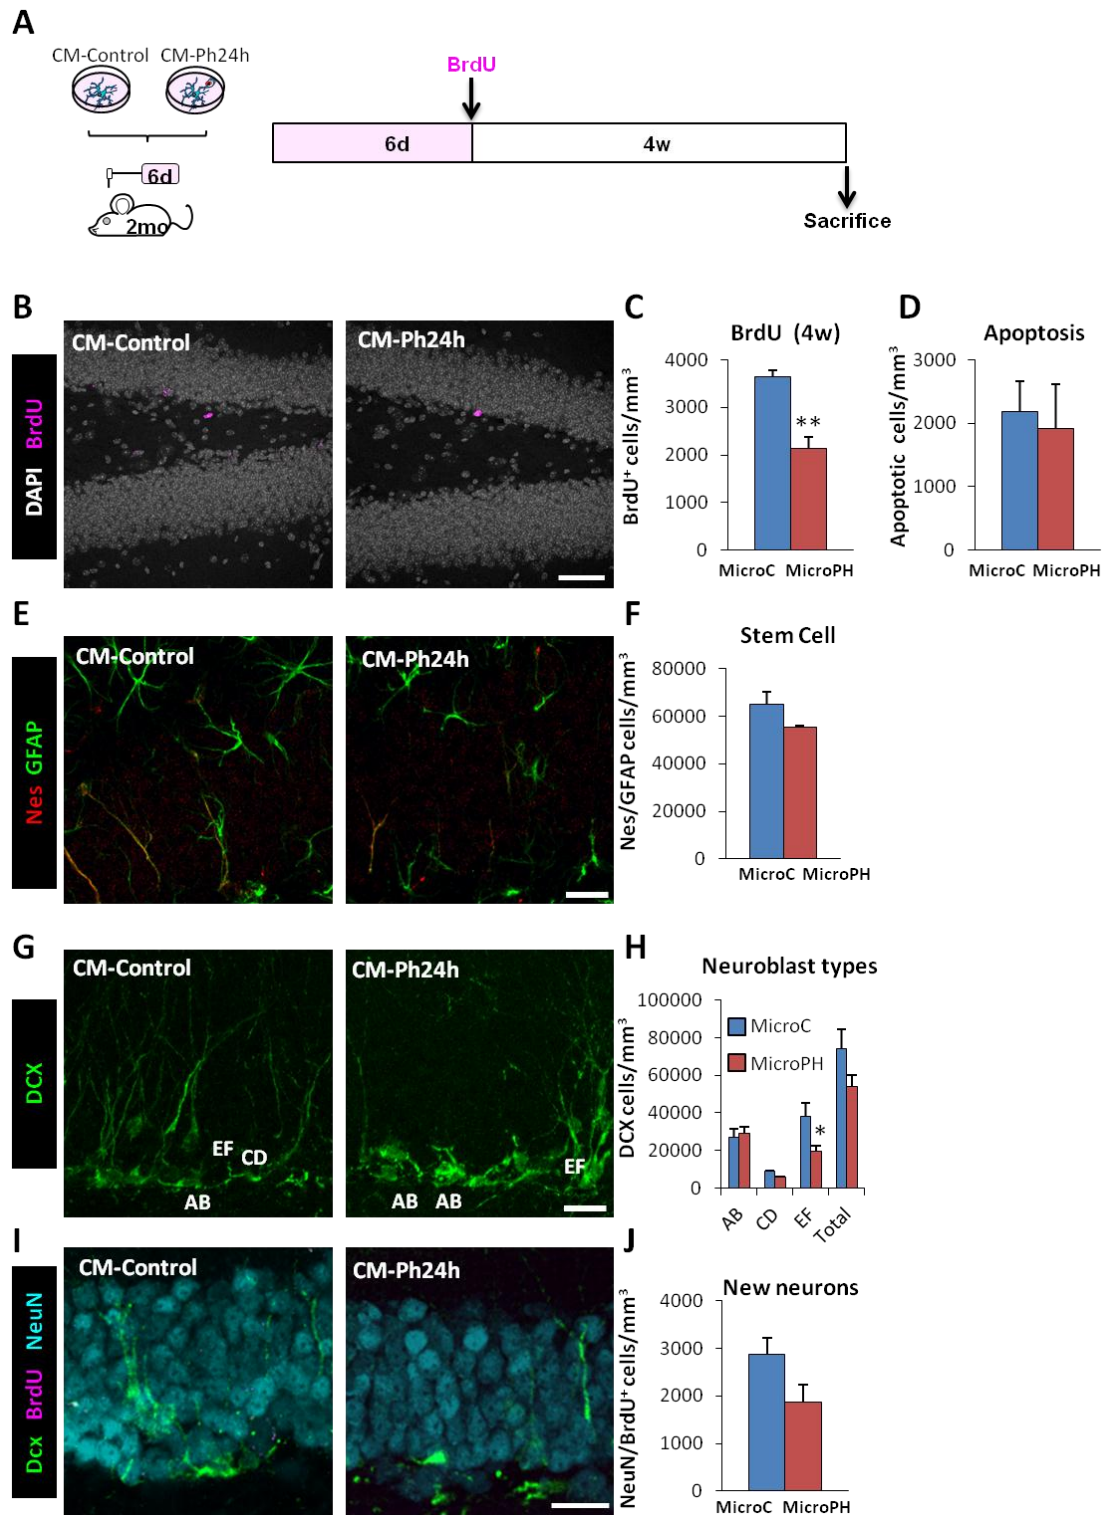 A
CM-Control CM-Ph24h
BrdU
6d
4w
6d
2mo
Sacrifice
B
DAPI BrdU
CM-Control
CM-Ph24h
C
BrdU (4w)
BrdU⁺ cells/mm³
4000
3000
2000
1000
0
**
MicroC MicroPH
D
Apoptosis
Apoptotic cells/mm³
3000
2000
1000
0
MicroC MicroPH
E
Nes GFAP
CM-Control
CM-Ph24h
F
Stem Cell
Nes/GFAP cells/mm³
80000
60000
40000
20000
0
MicroC MicroPH
G
DCX
CM-Control
EF
CD
AB
CM-Ph24h
EF
AB AB
H
Neuroblast types
DCX cells/mm³
100000
80000
60000
40000
20000
0
MicroC
MicroPH
*
AB
CD
EF
Total
I
Dcx BrdU NeuN
CM-Control
CM-Ph24h
J
New neurons
NeuN/BrdU⁺ cells/mm³
4000
3000
2000
1000
0
MicroC MicroPH